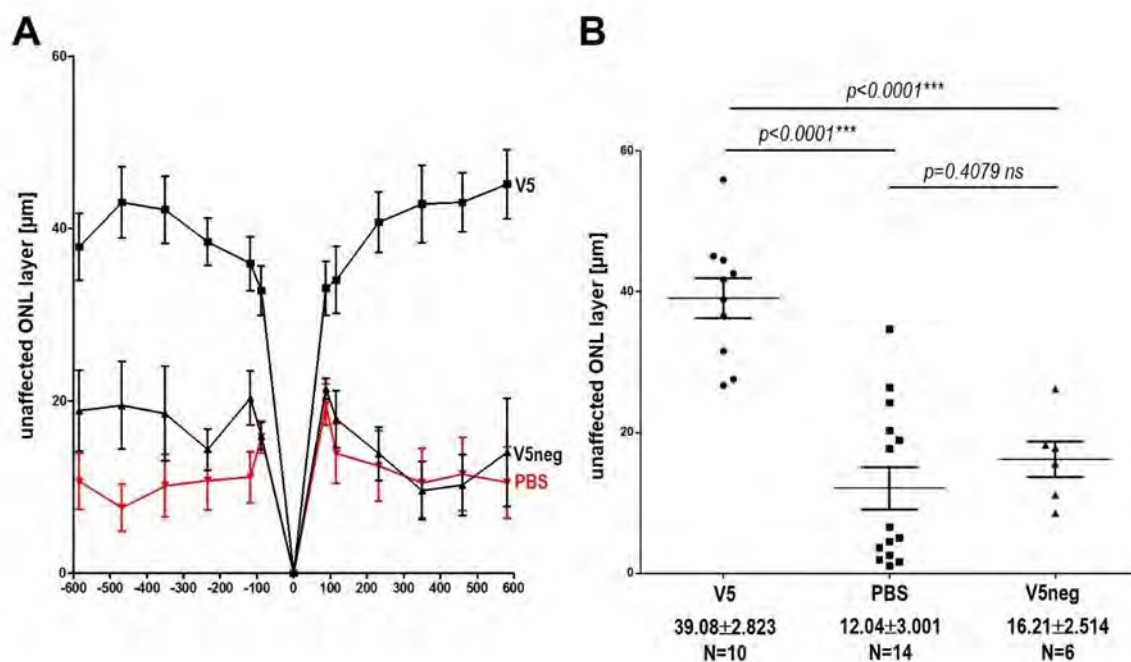 A
60
40
20
0
unaffected ONL layer [µm]
V5
V5neg
PBS
-600 -500 -400 -300 -200 -100 0 100 200 300 400 500 600
B
p<0.0001***
p<0.0001***
p=0.4079 ns
60
40
20
0
unaffected ONL layer [µm]
V5 PBS V5neg
39.08±2.823 12.04±3.001 16.21±2.514
N=10 N=14 N=6